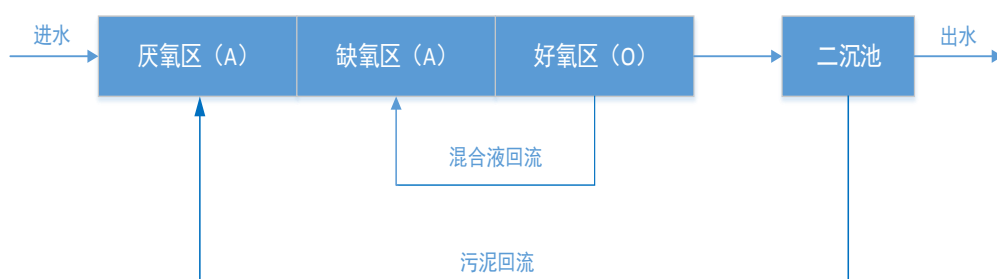 进水
厌氧区（A）
缺氧区（A）
好氧区（O）
二沉池
出水
混合液回流
污泥回流